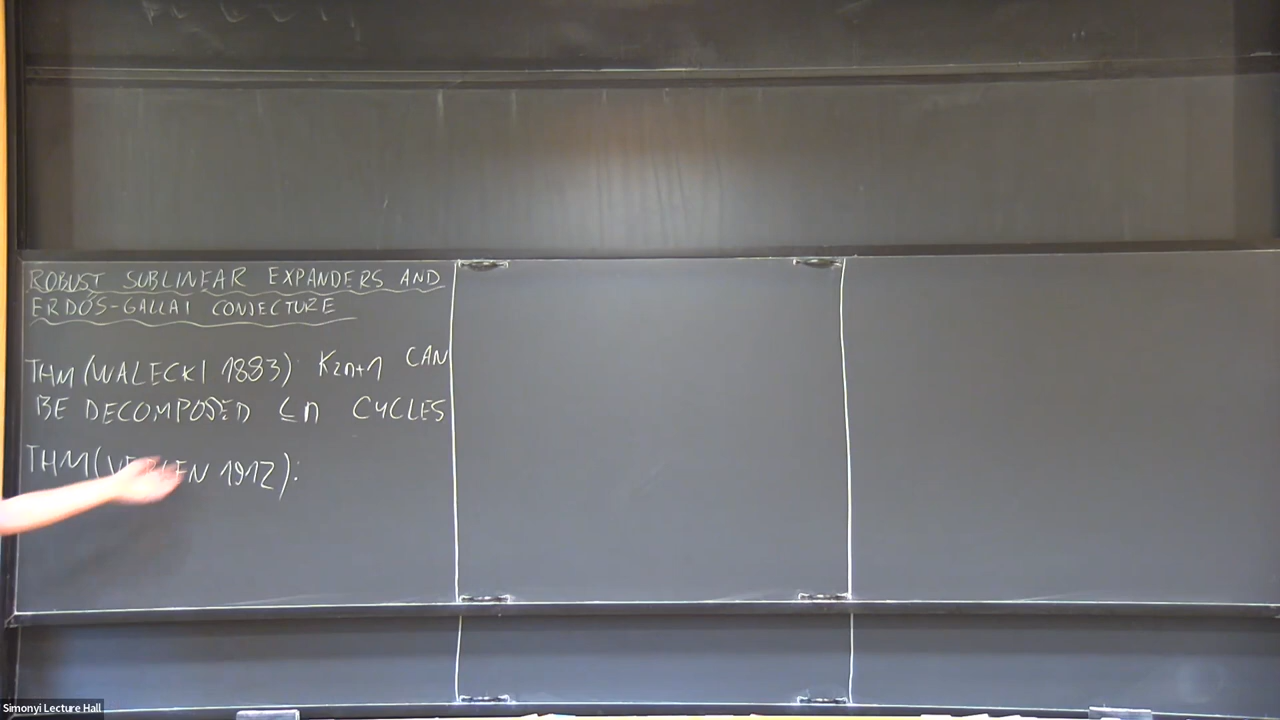 ROBUST SUBLINEAR EXPANDERS AND
ERDŐS-GALLAI CONJECTURE
THM (WALECKI 1883) K2n+1 CAN
BE DECOMPOSED ≤n CYCLES
THM( 1912):
Simonyi Lecture Hall